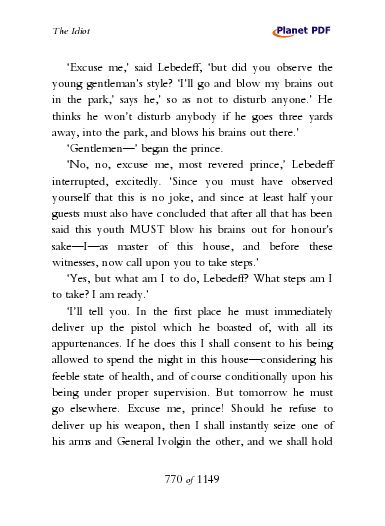 The Idiot
Planet PDF
'Excuse me,' said Lebedeff, 'but did you observe the
young gentleman's style? 'I'll go and blow my brains out
in the park,' says he,' so as not to disturb anyone.' He
thinks he won't disturb anybody if he goes three yards
away, into the park, and blows his brains out there.'
'Gentlemen—' began the prince.
'No, no, excuse me, most revered prince,' Lebedeff
interrupted, excitedly. 'Since you must have observed
yourself that this is no joke, and since at least half your
guests must also have concluded that after all that has been
said this youth MUST blow his brains out for honour's
sake—I—as master of this house, and before these
witnesses, now call upon you to take steps.'
'Yes, but what am I to do, Lebedeff? What steps am I
to take? I am ready.'
'I'll tell you. In the first place he must immediately
deliver up the pistol which he boasted of, with all its
appurtenances. If he does this I shall consent to his being
allowed to spend the night in this house—considering his
feeble state of health, and of course conditionally upon his
being under proper supervision. But tomorrow he must
go elsewhere. Excuse me, prince! Should he refuse to
deliver up his weapon, then I shall instantly seize one of
his arms and General Ivolgin the other, and we shall hold
770 of 1149